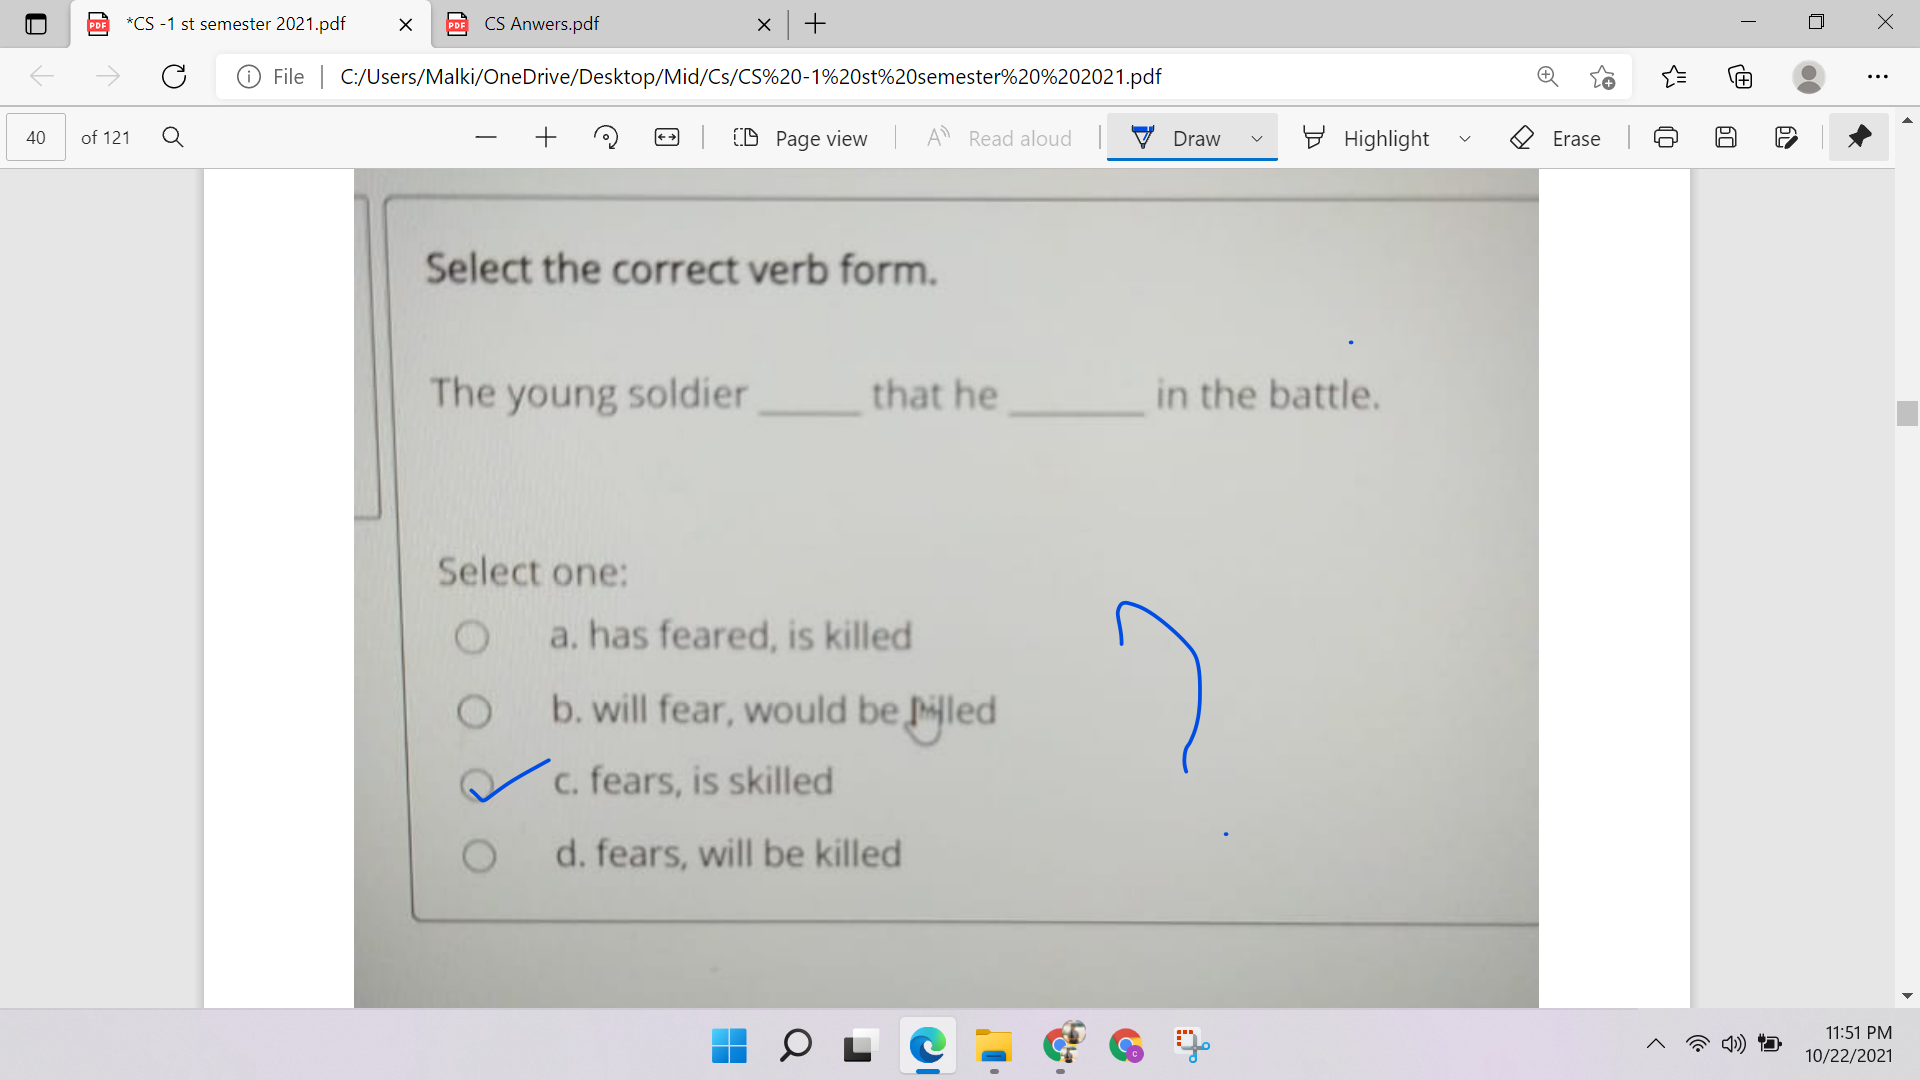 *CS -1 st semester 2021.pdf
CS Anwers.pdf
File
C:/Users/Malki/OneDrive/Desktop/Mid/Cs/CS%20-1%20st%20semester%20%202021.pdf
40 of 121
Page view
Read aloud
Draw
Highlight
Erase
Select the correct verb form.
The young soldier _____ that he _______ in the battle.
Select one:
a. has feared, is killed
b. will fear, would be killed
c. fears, is skilled
d. fears, will be killed
11:51 PM
10/22/2021